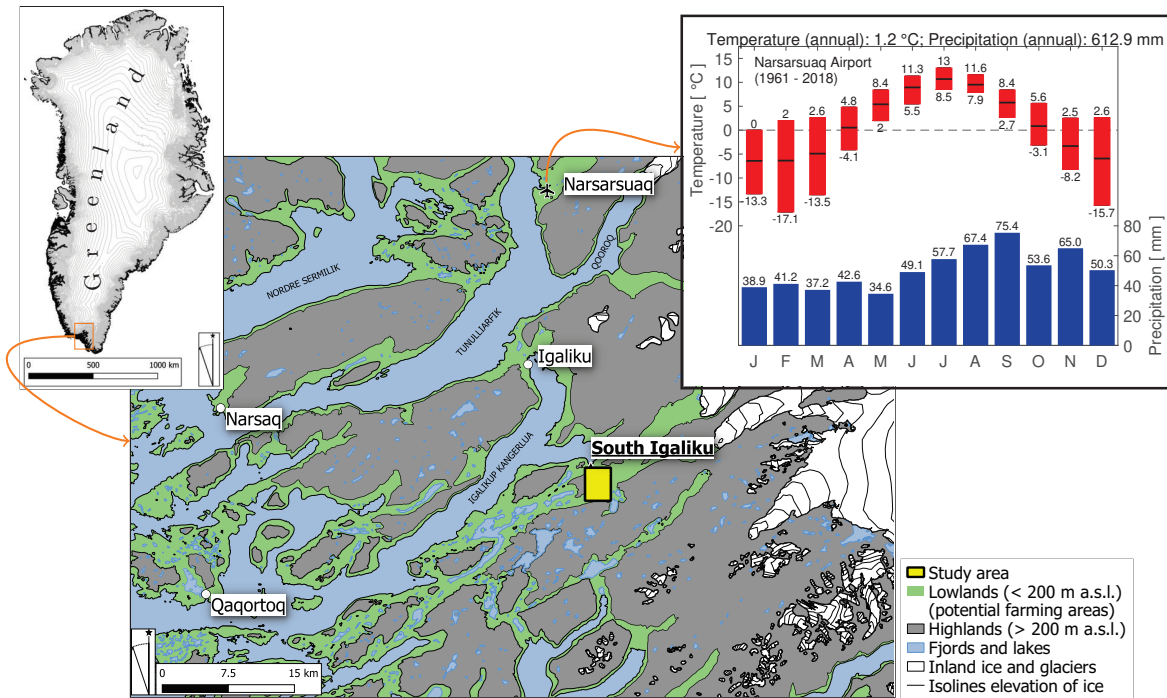 Greenland
0
500
1000 km
Temperature (annual): 1.2 °C; Precipitation (annual): 612.9 mm
Narsarsuaq Airport
(1961 - 2018)
Temperature [ °C]
15
10
5
0
-5
-10
-15
-20
0
2
2.6
4.8
8.4
11.3
13
11.6
8.4
5.6
2.5
2.6
-13.3
-17.1
-13.5
-4.1
2
5.5
8.5
7.9
2.7
-3.1
-8.2
-15.7
38.9
41.2
37.2
42.6
34.6
49.1
57.7
67.4
75.4
53.6
65.0
50.3
80
60
40
20
0
Precipitation [ mm]
J F M A M J J A S O N D
Narsarsuaq
QOOROQ
NORDRE SERMILIK
TUNULLIARFIK
Igaliku
Narsaq
IGALIKUP KANGERLUA
South Igaliku
Qaqortoq
0
7.5
15 km
Study area
Lowlands (< 200 m a.s.l.)
(potential farming areas)
Highlands (> 200 m a.s.l.)
Fjords and lakes
Inland ice and glaciers
Isolines elevation of ice